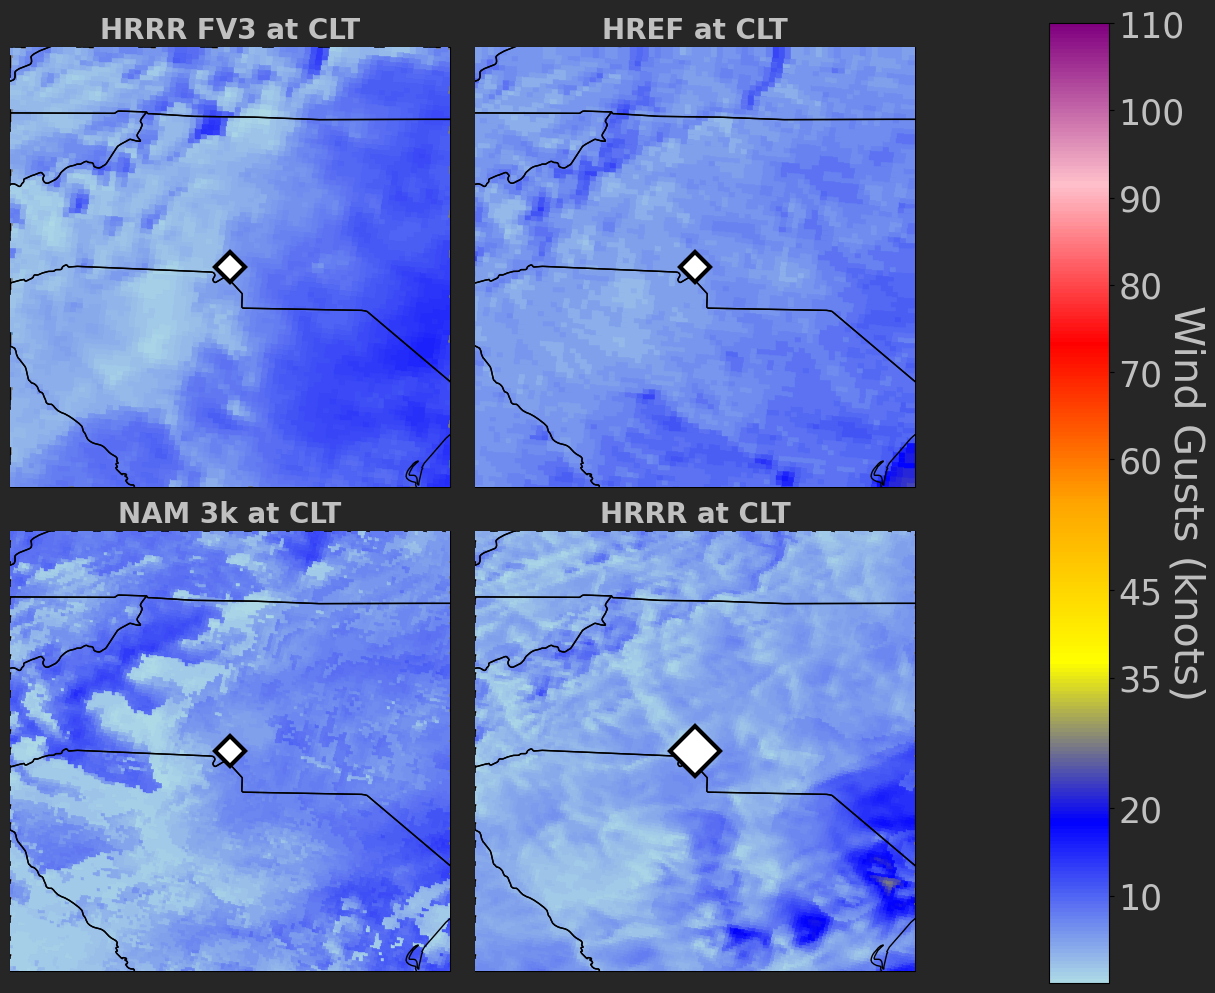 HRRR FV3 at CLT
HREF at CLT
NAM 3k at CLT
HRRR at CLT
110
100
90
80
70
60
45
35
20
10
Wind Gusts (knots)